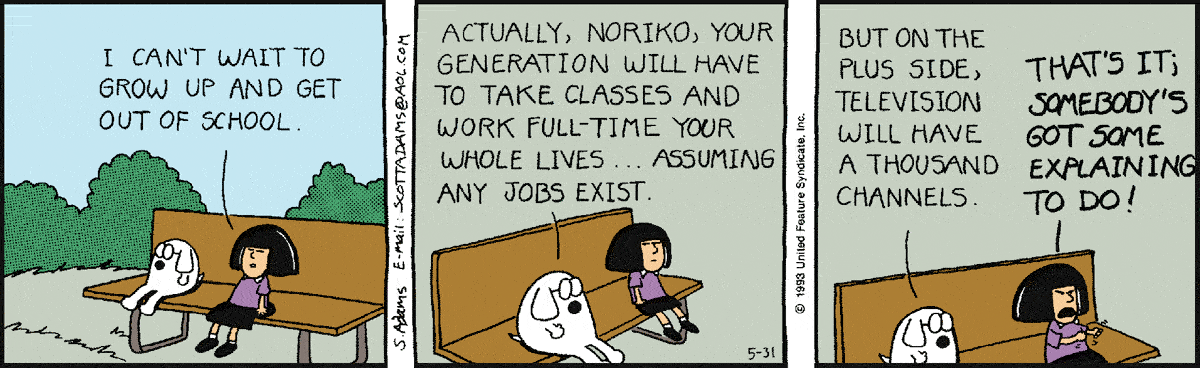 I CAN'T WAIT TO
GROW UP AND GET
OUT OF SCHOOL.
S. Adams E-mail: SCOTTADAMS@AOL.COM
ACTUALLY, NORIKO, YOUR
GENERATION WILL HAVE
TO TAKE CLASSES AND
WORK FULL-TIME YOUR
WHOLE LIVES ... ASSUMING
ANY JOBS EXIST.
5-31
© 1993 United Feature Syndicate, Inc.
BUT ON THE
PLUS SIDE,
TELEVISION
WILL HAVE
A THOUSAND
CHANNELS.
THAT'S IT;
SOMEBODY'S
GOT SOME
EXPLAINING
TO DO!